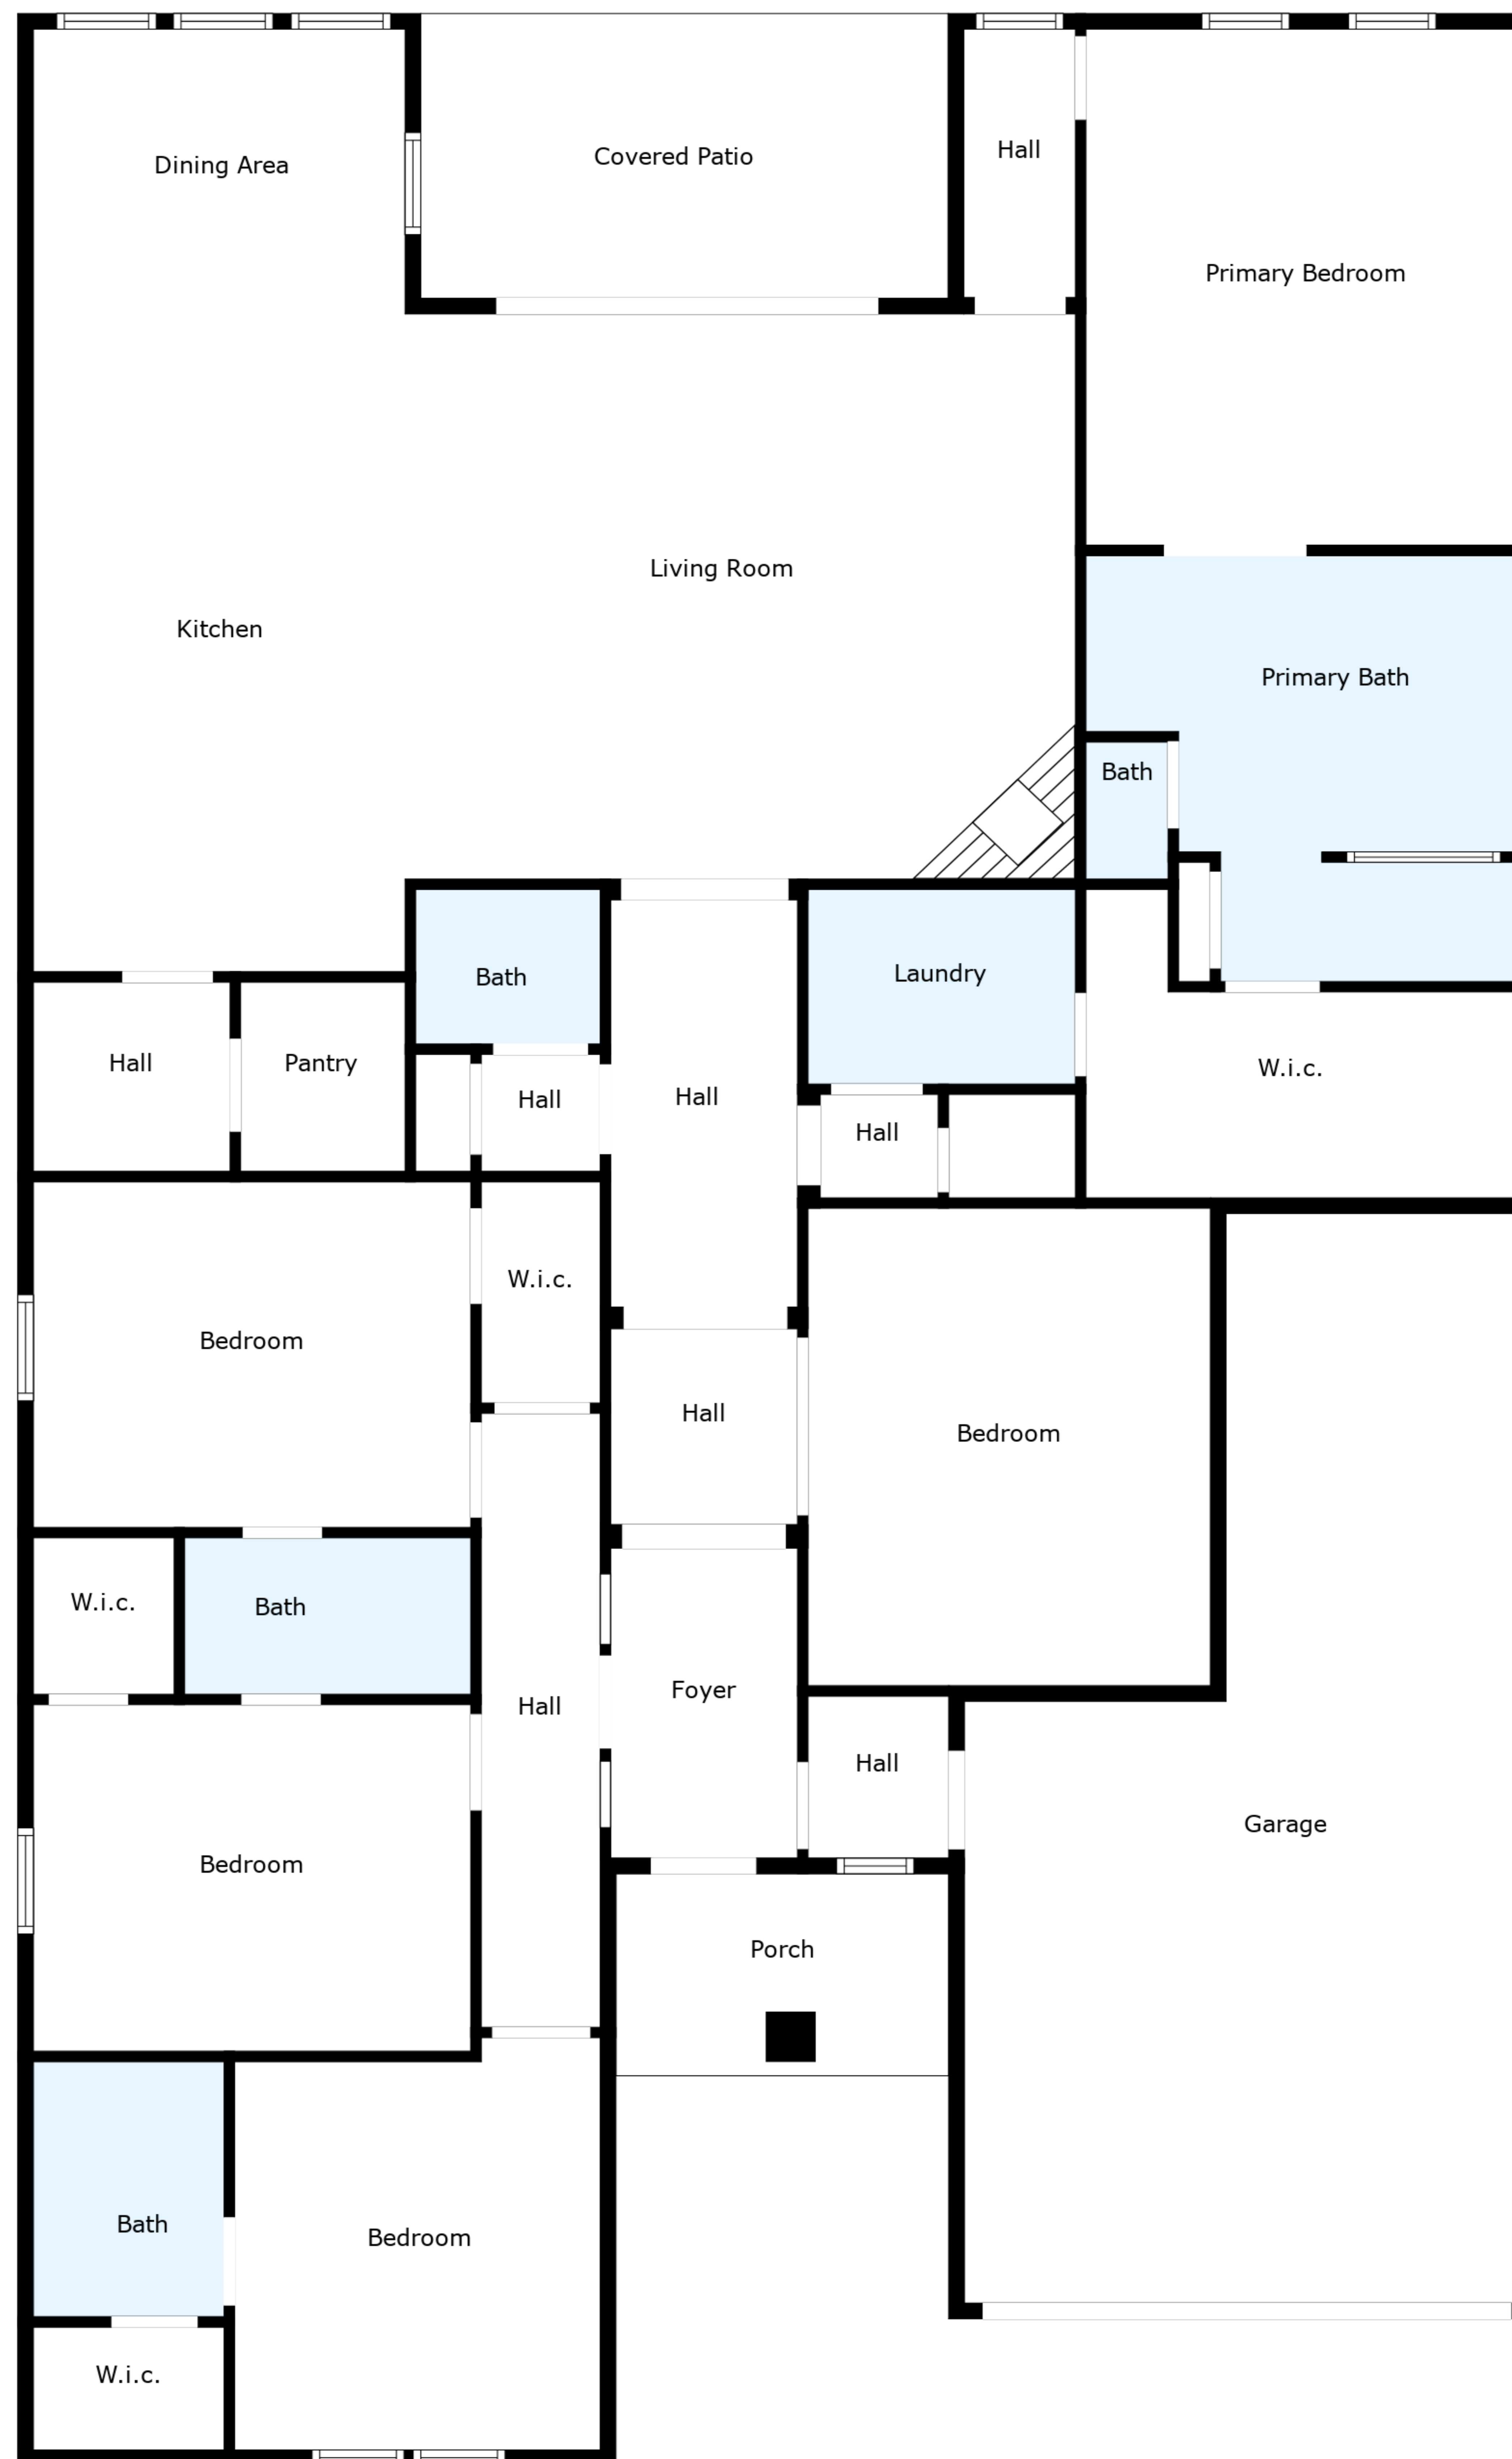 Dining Area
Covered Patio
Hall
Primary Bedroom
Living Room
Kitchen
Primary Bath
Bath
Bath
Laundry
Hall
Pantry
Hall
Hall
Hall
W.i.c.
W.i.c.
Bedroom
Hall
Bedroom
W.i.c.
Bath
Hall
Foyer
Hall
Garage
Bedroom
Porch
Bath
Bedroom
W.i.c.